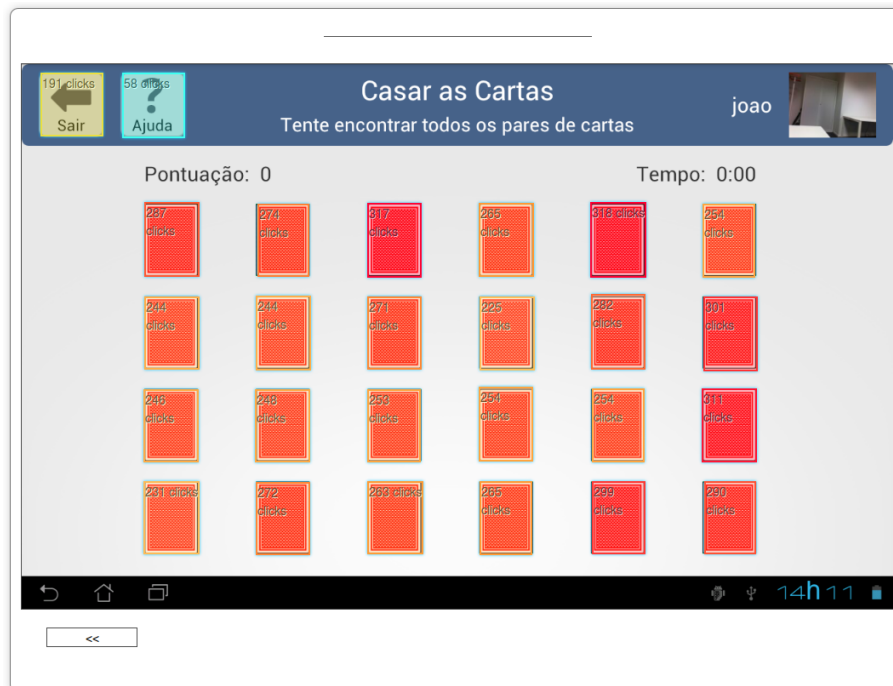 191 clicks
58 clicks
Sair
Ajuda
Casar as Cartas
Tente encontrar todos os pares de cartas
joao
Pontuação: 0
Tempo: 0:00
287 clicks
274 clicks
317 clicks
265 clicks
318 clicks
254 clicks
244 clicks
244 clicks
271 clicks
225 clicks
282 clicks
301 clicks
246 clicks
248 clicks
253 clicks
254 clicks
254 clicks
311 clicks
231 clicks
272 clicks
263 clicks
265 clicks
299 clicks
290 clicks
14h11
<<